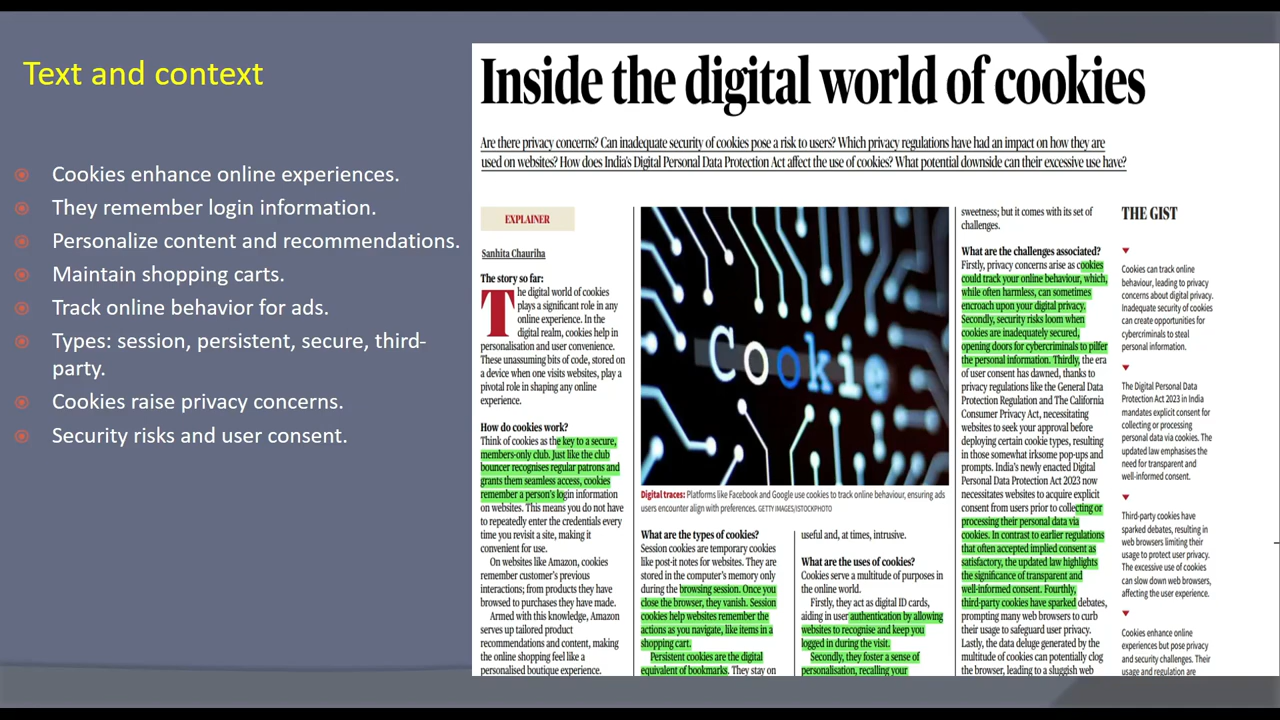 Text and context
Cookies enhance online experiences.
They remember login information.
Personalize content and recommendations.
Maintain shopping carts.
Track online behavior for ads.
Types: session, persistent, secure, third-
party.
Cookies raise privacy concerns.
Security risks and user consent.
Inside the digital world of cookies
Are there privacy concerns? Can inadequate security of cookies pose a risk to users? Which privacy regulations have had an impact on how they are
used on websites? How does India's Digital Personal Data Protection Act affect the use of cookies? What potential downside can their excessive use have?
EXPLAINER
Sanhita Chauriha
The story so far:
The digital world of cookies
plays a significant role in any
online experience. In the
digital realm, cookies help in
personalisation and user convenience.
These unassuming bits of code, stored on
a device when one visits websites, play a
pivotal role in shaping any online
experience.
How do cookies work?
Think of cookies as the key to a secure,
members-only club. Just like the club
bouncer recognises regular patrons and
grants them seamless access, cookies
remember a person's login information
on websites. This means you do not have
to repeatedly enter the credentials every
time you revisit a site, making it
convenient for use.
On websites like Amazon, cookies
remember customer's previous
interactions; from products they have
browsed to purchases they have made.
Armed with this knowledge, Amazon
serves up tailored product
recommendations and content, making
the online shopping feel like a
personalised boutique experience.
Cookie
Digital traces: Platforms like Facebook and Google use cookies to track online behaviour, ensuring ads
users encounter align with preferences. GETTY IMAGES/ISTOCKPHOTO
What are the types of cookies?
Session cookies are temporary cookies
like post-it notes for websites. They are
stored in the computer's memory only
during the browsing session. Once you
close the browser, they vanish. Session
cookies help websites remember the
actions as you navigate, like items in a
shopping cart.
Persistent cookies are the digital
equivalent of bookmarks. They stay on
useful and, at times, intrusive.
What are the uses of cookies?
Cookies serve a multitude of purposes in
the online world.
Firstly, they act as digital ID cards,
aiding in user authentication by allowing
websites to recognise and keep you
logged in during the visit.
Secondly, they foster a sense of
personalisation, recalling your
sweetness; but it comes with its set of
challenges.
What are the challenges associated?
Firstly, privacy concerns arise as cookies
could track your online behaviour, which,
while often harmless, can sometimes
encroach upon your digital privacy.
Secondly, security risks loom when
cookies are inadequately secured,
opening doors for cybercriminals to pilfer
the personal information. Thirdly, the era
of user consent has dawned, thanks to
privacy regulations like the General Data
Protection Regulation and The California
Consumer Privacy Act, necessitating
websites to seek your approval before
deploying certain cookie types, resulting
in those somewhat irksome pop-ups and
prompts. India's newly enacted Digital
Personal Data Protection Act 2023 now
necessitates websites to acquire explicit
consent from users prior to collecting or
processing their personal data via
cookies. In contrast to earlier regulations
that often accepted implied consent as
satisfactory, the updated law highlights
the significance of transparent and
well-informed consent. Fourthly,
third-party cookies have sparked debates,
prompting many web browsers to curb
their usage to safeguard user privacy.
Lastly, the data deluge generated by the
multitude of cookies can potentially clog
the browser, leading to a sluggish web
THE GIST
Cookies can track online
behaviour, leading to privacy
concerns about digital privacy.
Inadequate security of cookies
can create opportunities for
cybercriminals to steal
personal information.
The Digital Personal Data
Protection Act 2023 in India
mandates explicit consent for
collecting or processing
personal data via cookies. The
updated law emphasises the
need for transparent and
well-informed consent.
Third-party cookies have
sparked debates, resulting in
web browsers limiting their
usage to protect user privacy.
The excessive use of cookies
can slow down web browsers,
affecting the user experience.
Cookies enhance online
experiences but pose privacy
and security challenges. Their
usage and regulation are